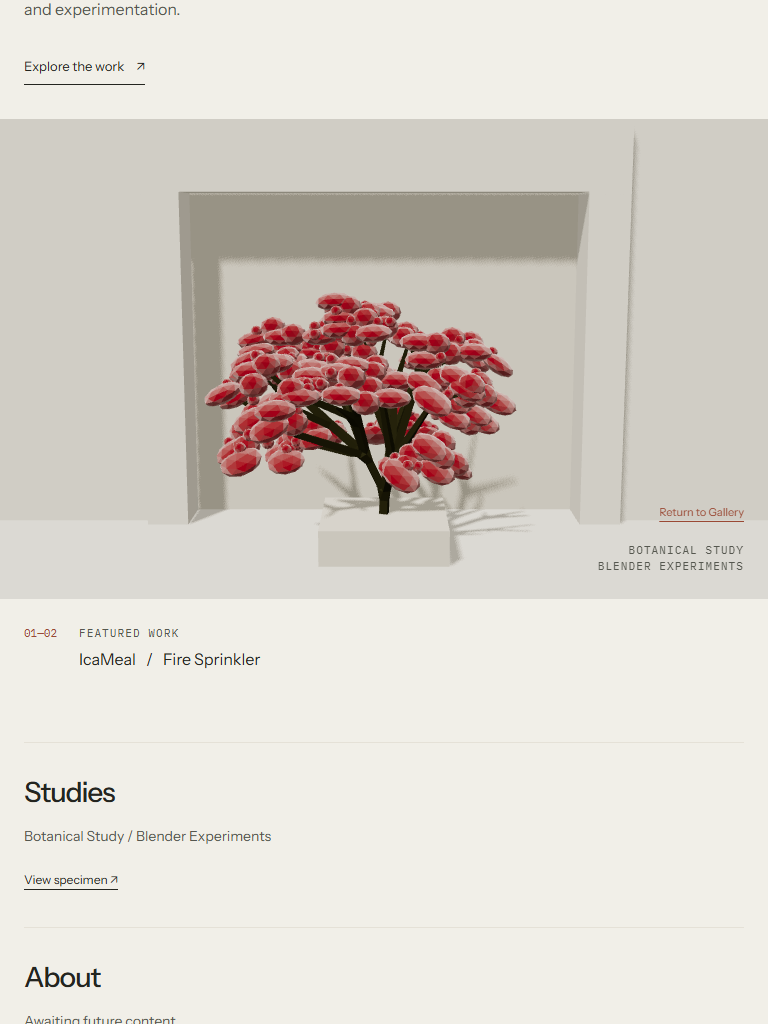 and experimentation.
Explore the work ↗
Return to Gallery
BOTANICAL STUDY
BLENDER EXPERIMENTS
01—02 FEATURED WORK
IcaMeal / Fire Sprinkler
Studies
Botanical Study / Blender Experiments
View specimen ↗
About
Awaiting future content